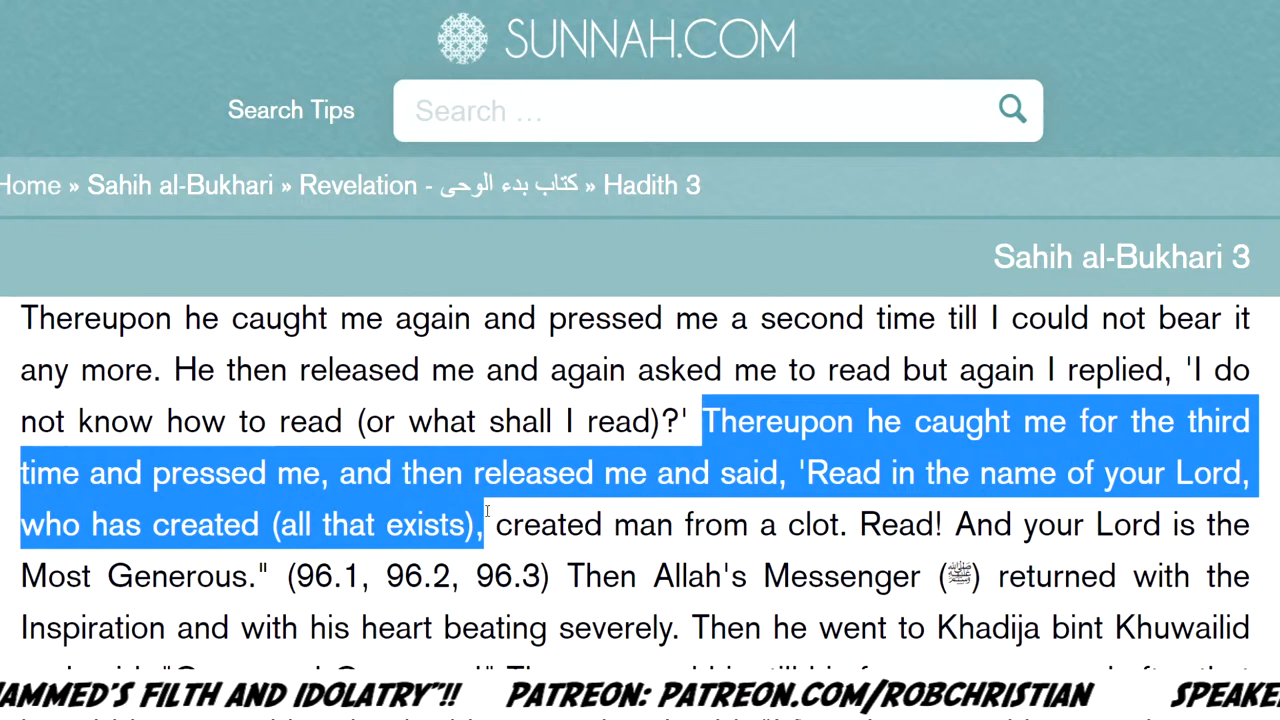 SUNNAH.COM
Search Tips
Search ...
Home » Sahih al-Bukhari » Revelation - كتاب بدء الوحى » Hadith 3
Sahih al-Bukhari 3
Thereupon he caught me again and pressed me a second time till I could not bear it
any more. He then released me and again asked me to read but again I replied, 'I do
not know how to read (or what shall I read)?' Thereupon he caught me for the third
time and pressed me, and then released me and said, 'Read in the name of your Lord,
who has created (all that exists), created man from a clot. Read! And your Lord is the
Most Generous." (96.1, 96.2, 96.3) Then Allah's Messenger (ﷺ) returned with the
Inspiration and with his heart beating severely. Then he went to Khadija bint Khuwailid
AMMED'S FILTH AND IDOLATRY"!! PATREON: PATREON.COM/ROBCHRISTIAN SPEAKE